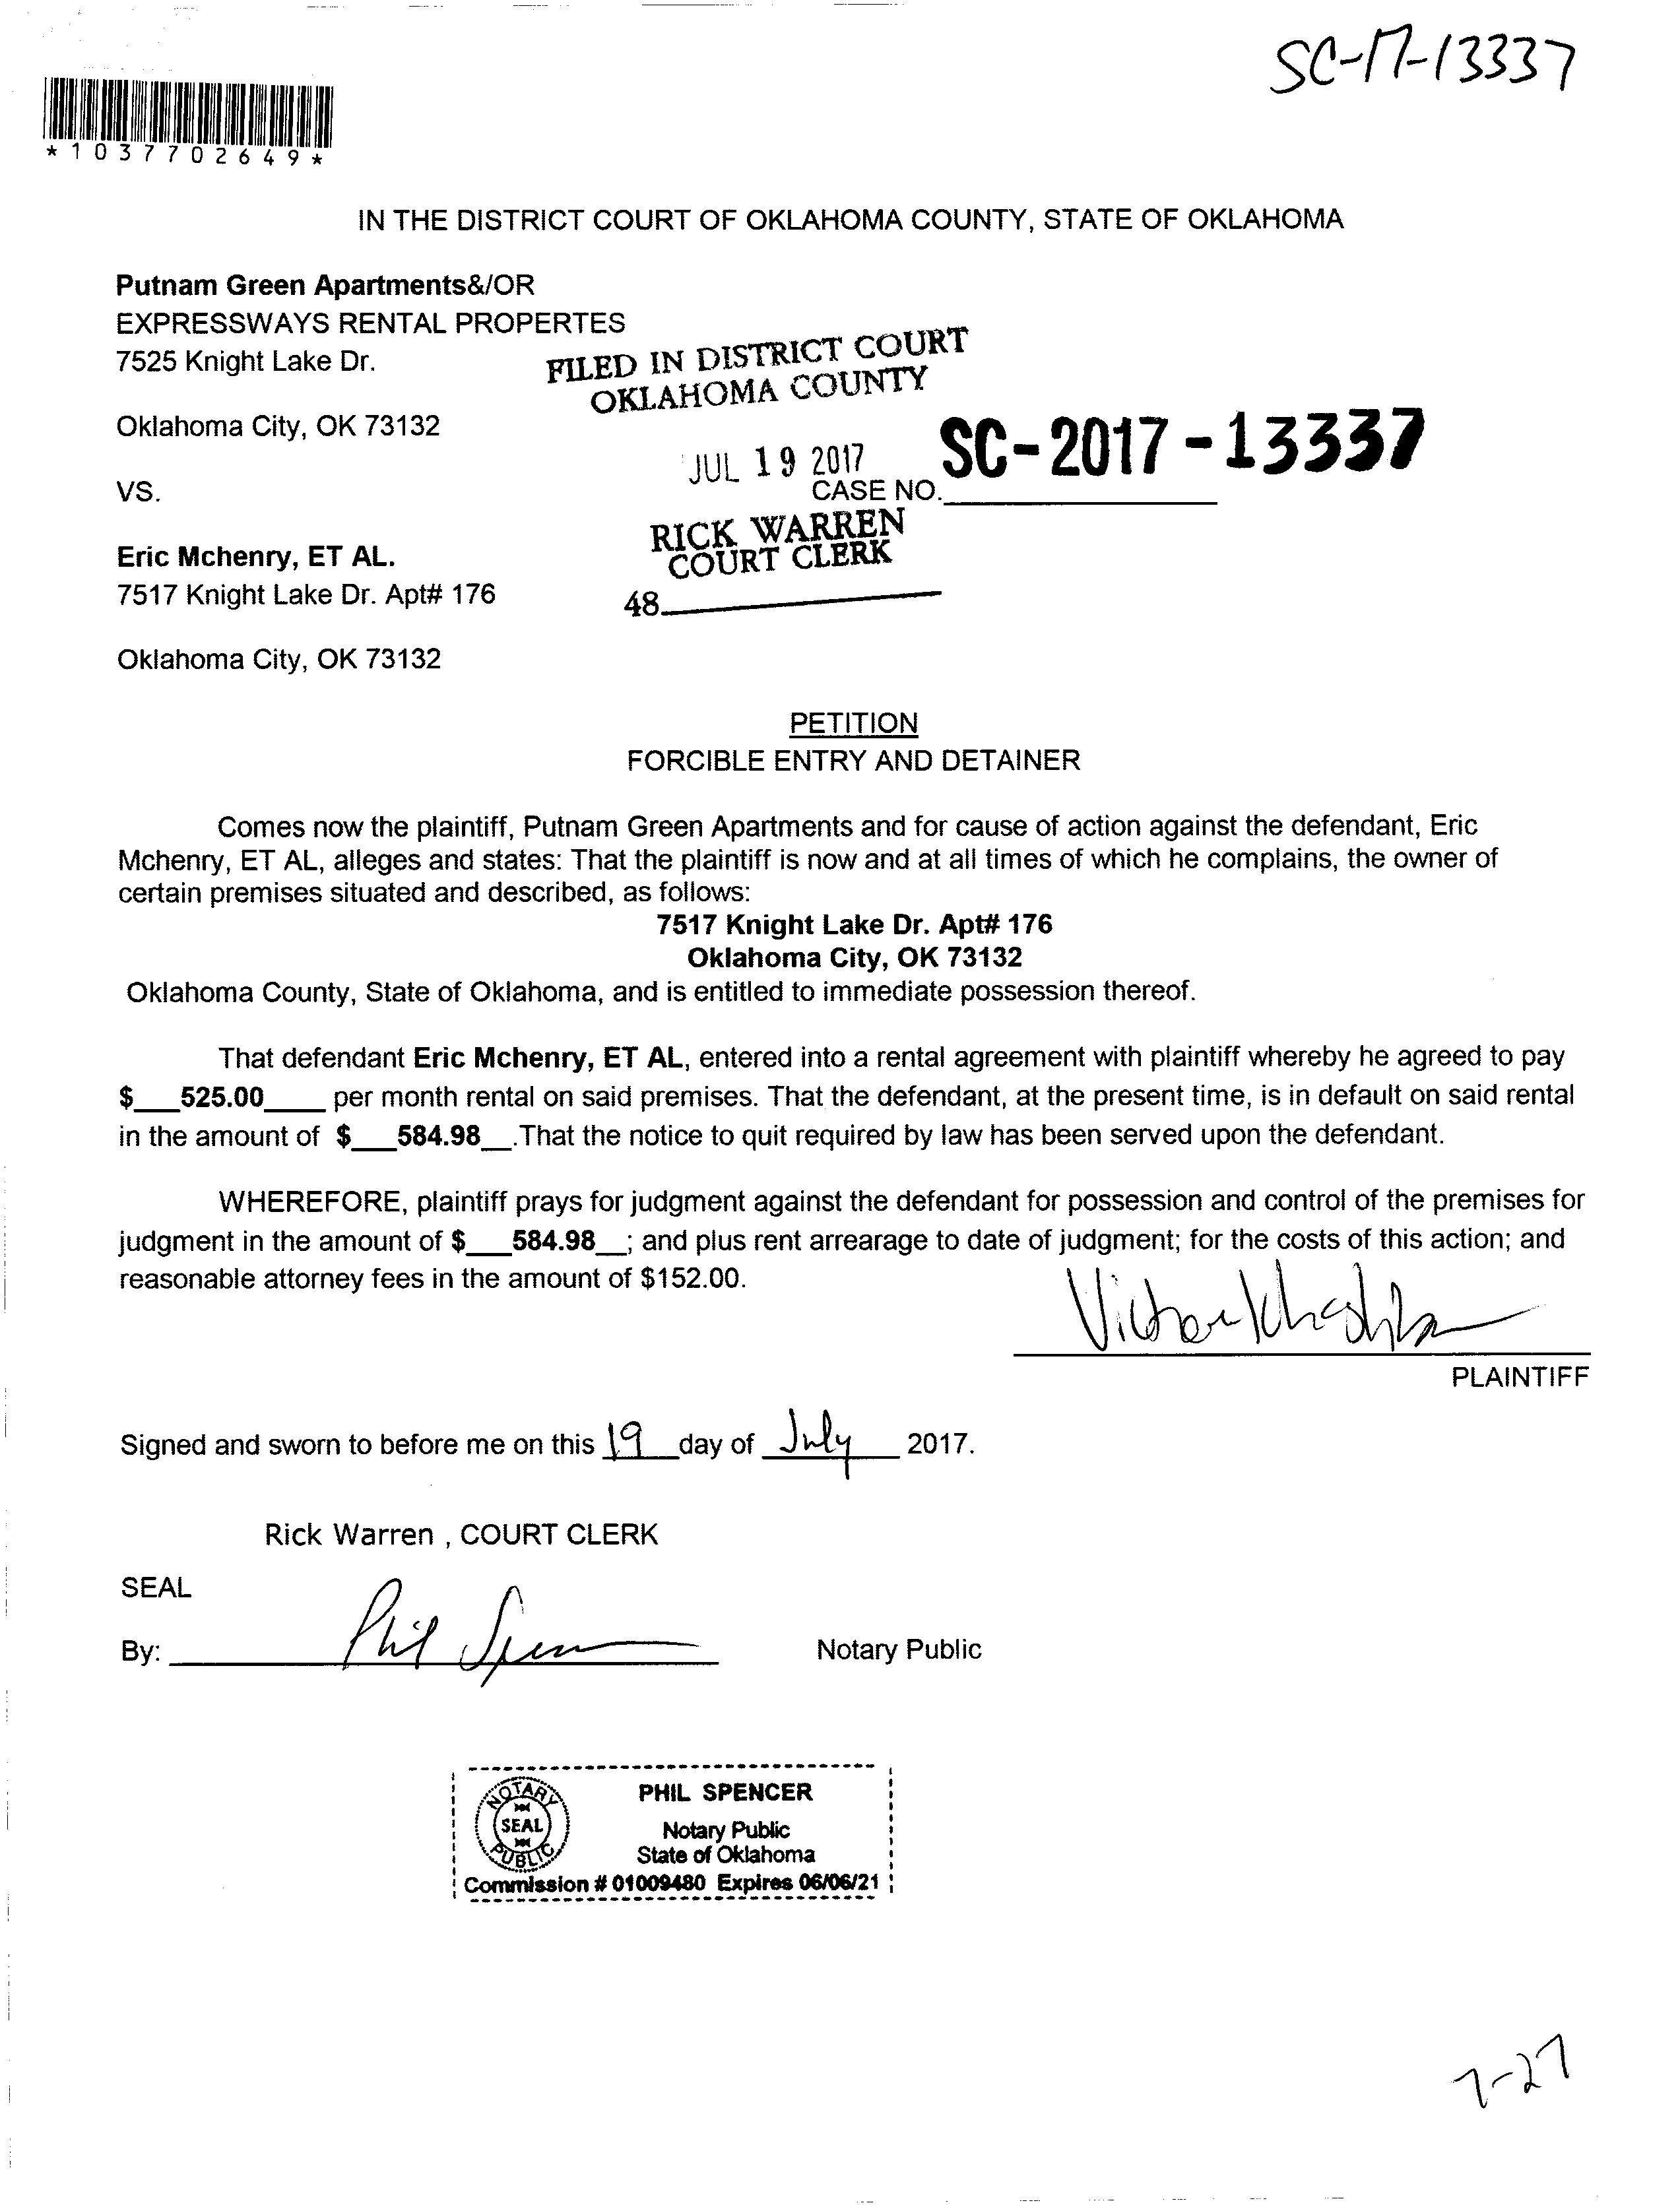 SC-17-13337
*1037702649*
IN THE DISTRICT COURT OF OKLAHOMA COUNTY, STATE OF OKLAHOMA
Putnam Green Apartments&/OR
EXPRESSWAYS RENTAL PROPERTES
7525 Knight Lake Dr.
FILED IN DISTRICT COURT
OKLAHOMA COUNTY
Oklahoma City, OK 73132
JUL 19 2017
SC-2017-13337
VS.
CASE NO.
RICK WARREN
COURT CLERK
Eric Mchenry, ET AL.
7517 Knight Lake Dr. Apt# 176
48
Oklahoma City, OK 73132
PETITION
FORCIBLE ENTRY AND DETAINER
Comes now the plaintiff, Putnam Green Apartments and for cause of action against the defendant, Eric
Mchenry, ET AL, alleges and states: That the plaintiff is now and at all times of which he complains, the owner of
certain premises situated and described, as follows:
7517 Knight Lake Dr. Apt# 176
Oklahoma City, OK 73132
Oklahoma County, State of Oklahoma, and is entitled to immediate possession thereof.
That defendant Eric Mchenry, ET AL, entered into a rental agreement with plaintiff whereby he agreed to pay
$___525.00____ per month rental on said premises. That the defendant, at the present time, is in default on said rental
in the amount of $___584.98__.That the notice to quit required by law has been served upon the defendant.
WHEREFORE, plaintiff prays for judgment against the defendant for possession and control of the premises for
judgment in the amount of $___584.98__; and plus rent arrearage to date of judgment; for the costs of this action; and
reasonable attorney fees in the amount of $152.00.
PLAINTIFF
Signed and sworn to before me on this 19 day of July 2017.
Rick Warren , COURT CLERK
SEAL
By: Phil Spencer Notary Public
NOTARY
SEAL
PUBLIC
PHIL SPENCER
Notary Public
State of Oklahoma
Commission # 01009480 Expires 06/06/21
7-27